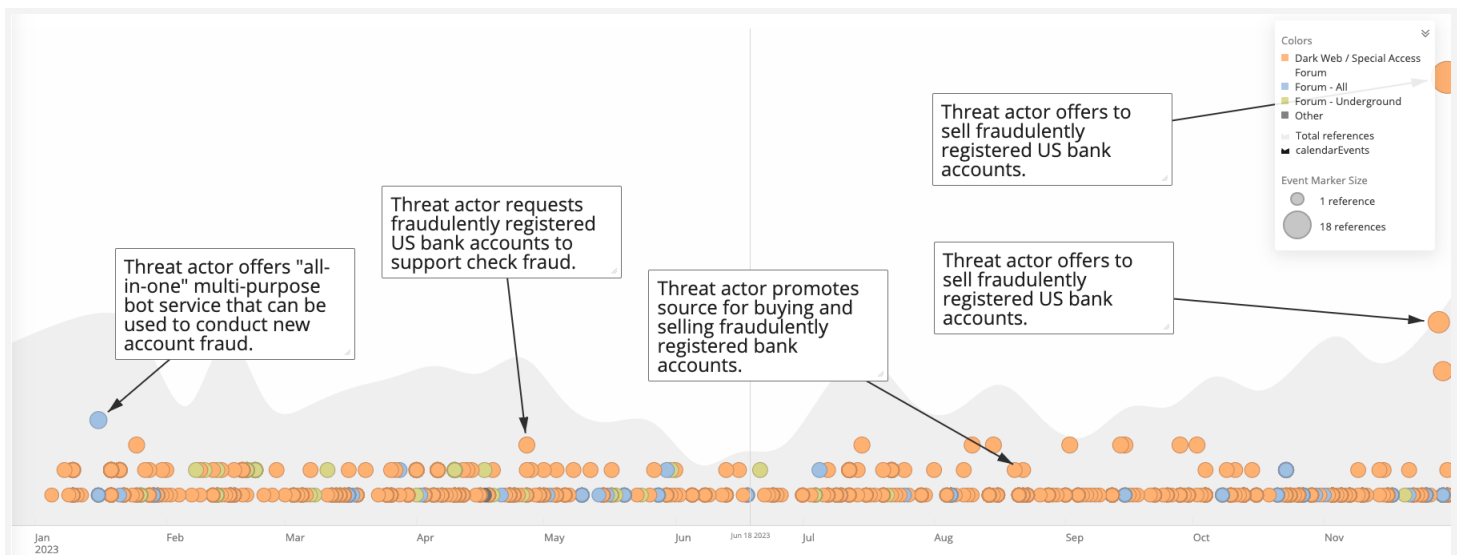 Colors
Dark Web / Special Access
Forum
Forum - All
Forum - Underground
Other
Total references
calendarEvents
Event Marker Size
1 reference
18 references
Threat actor offers to
sell fraudulently
registered US bank
accounts.
Threat actor requests
fraudulently registered
US bank accounts to
support check fraud.
Threat actor offers "all-
in-one" multi-purpose
bot service that can be
used to conduct new
account fraud.
Threat actor promotes
source for buying and
selling fraudulently
registered bank
accounts.
Threat actor offers to
sell fraudulently
registered US bank
accounts.
Jan
2023
Feb
Mar
Apr
May
Jun
Jun 18 2023
Jul
Aug
Sep
Oct
Nov